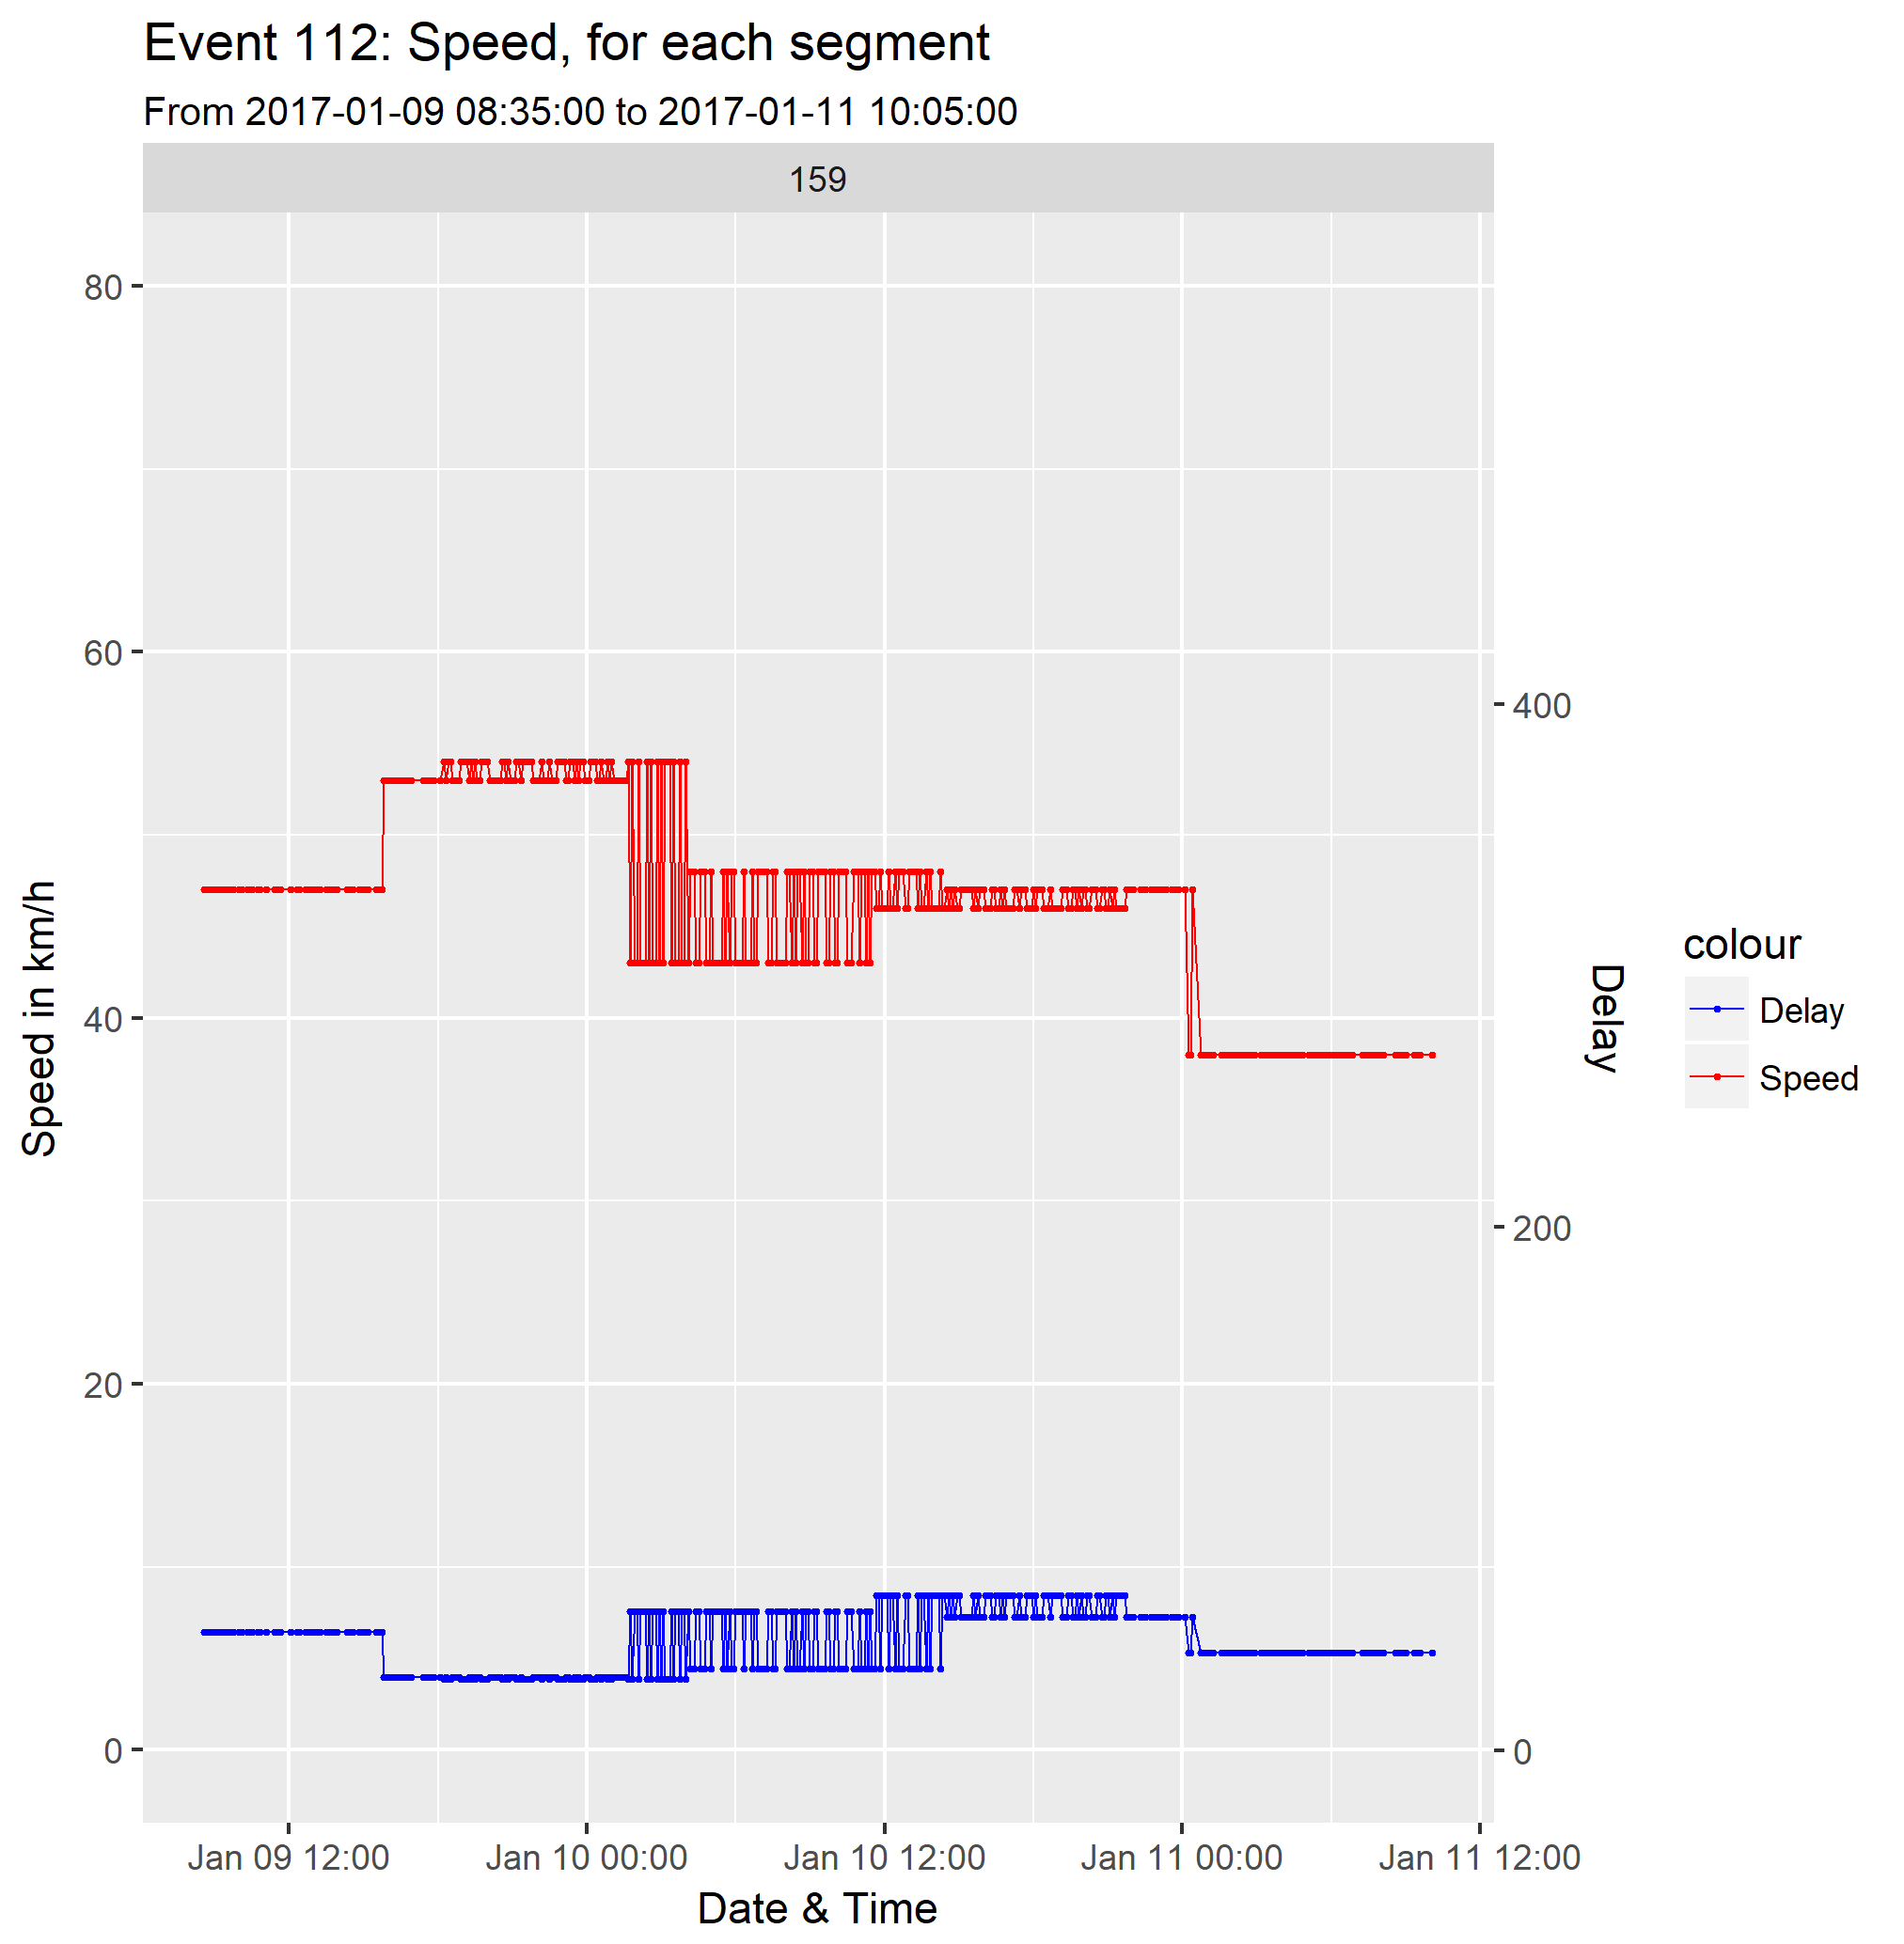 Event 112: Speed, for each segment
From 2017-01-09 08:35:00 to 2017-01-11 10:05:00
159
80
60
40
20
0
Speed in km/h
400
200
0
Delay
colour
Delay
Speed
Jan 09 12:00
Jan 10 00:00
Jan 10 12:00
Jan 11 00:00
Jan 11 12:00
Date & Time